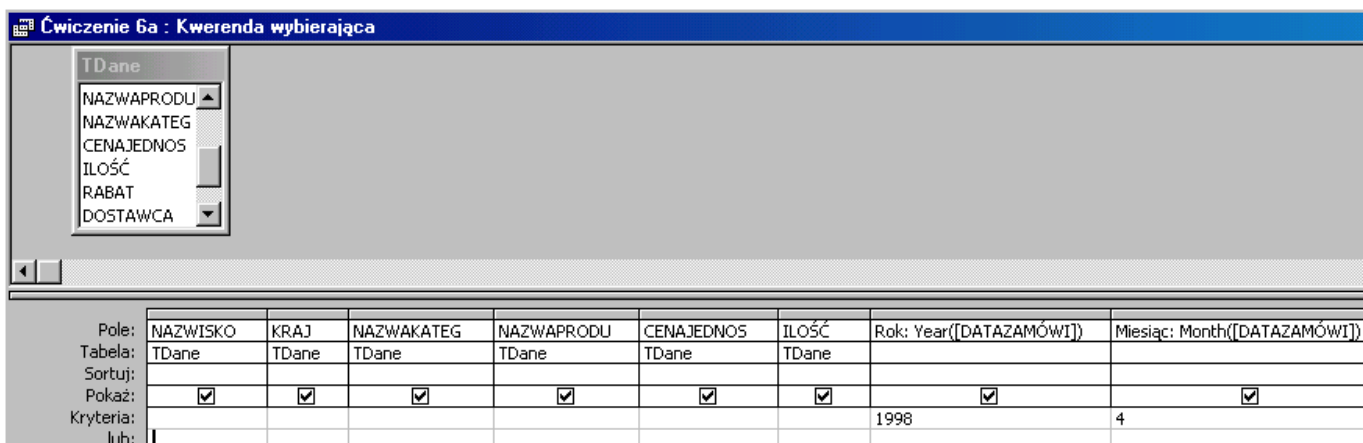 Ćwiczenie 6a : Kwerenda wybierająca
TDane
NAZWAPRODU
NAZWAKATEG
CENAJEDNOS
ILOŚĆ
RABAT
DOSTAWCA
Pole: NAZWISKO KRAJ NAZWAKATEG NAZWAPRODU CENAJEDNOS ILOŚĆ Rok: Year([DATAZAMÓWI]) Miesiąc: Month([DATAZAMÓWI])
Tabela: TDane TDane TDane TDane TDane TDane
Sortuj:
Pokaż:
Kryteria: 1998 4
lub: